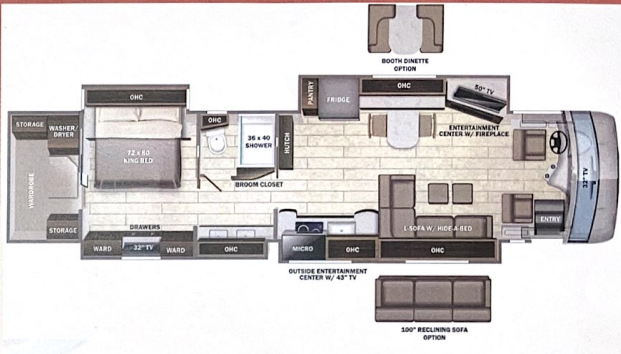 BOOTH DINETTE
OPTION
OHC
PANTRY
FRIDGE
OHC
50" TV
STORAGE
WASHER/
DRYER
72 x 80
KING BED
OHC
36 x 40
SHOWER
HUTCH
ENTERTAINMENT
CENTER W/ FIREPLACE
32" TV
WARDROBE
BROOM CLOSET
STORAGE
DRAWERS
L-SOFA W/ HIDE-A-BED
ENTRY
WARD
32" TV
WARD
OHC
MICRO
OHC
OHC
OUTSIDE ENTERTAINMENT
CENTER W/ 43" TV
100" RECLINING SOFA
OPTION